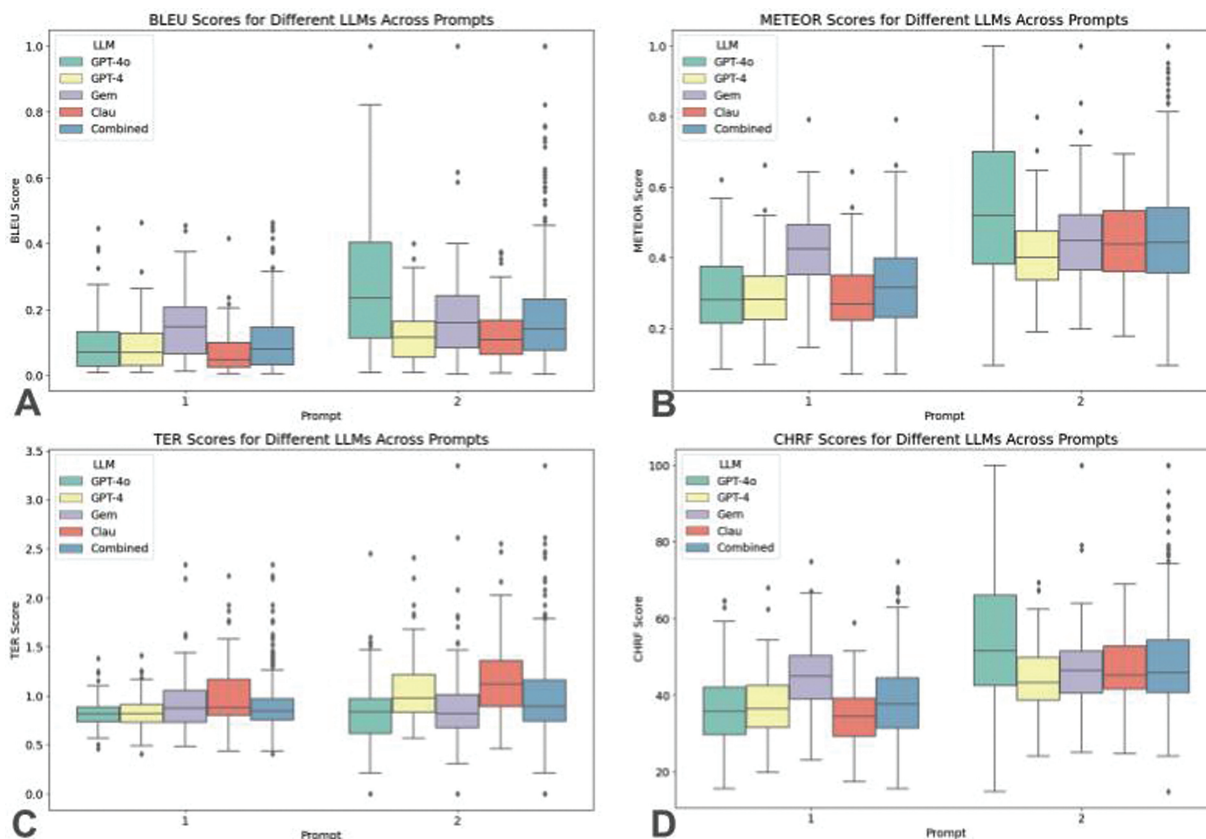 BLEU Scores for Different LLMs Across Prompts
1.0
0.8
0.6
0.4
0.2
0.0
BLEU Score
LLM
GPT-4o
GPT-4
Gem
Clau
Combined
1
2
Prompt
A
METEOR Scores for Different LLMs Across Prompts
1.0
0.8
0.6
0.4
0.2
METEOR Score
LLM
GPT-4o
GPT-4
Gem
Clau
Combined
1
2
Prompt
B
TER Scores for Different LLMs Across Prompts
3.5
3.0
2.5
2.0
1.5
1.0
0.5
0.0
TER Score
LLM
GPT-4o
GPT-4
Gem
Clau
Combined
1
2
Prompt
C
CHRF Scores for Different LLMs Across Prompts
100
80
60
40
20
CHRF Score
LLM
GPT-4o
GPT-4
Gem
Clau
Combined
1
2
Prompt
D